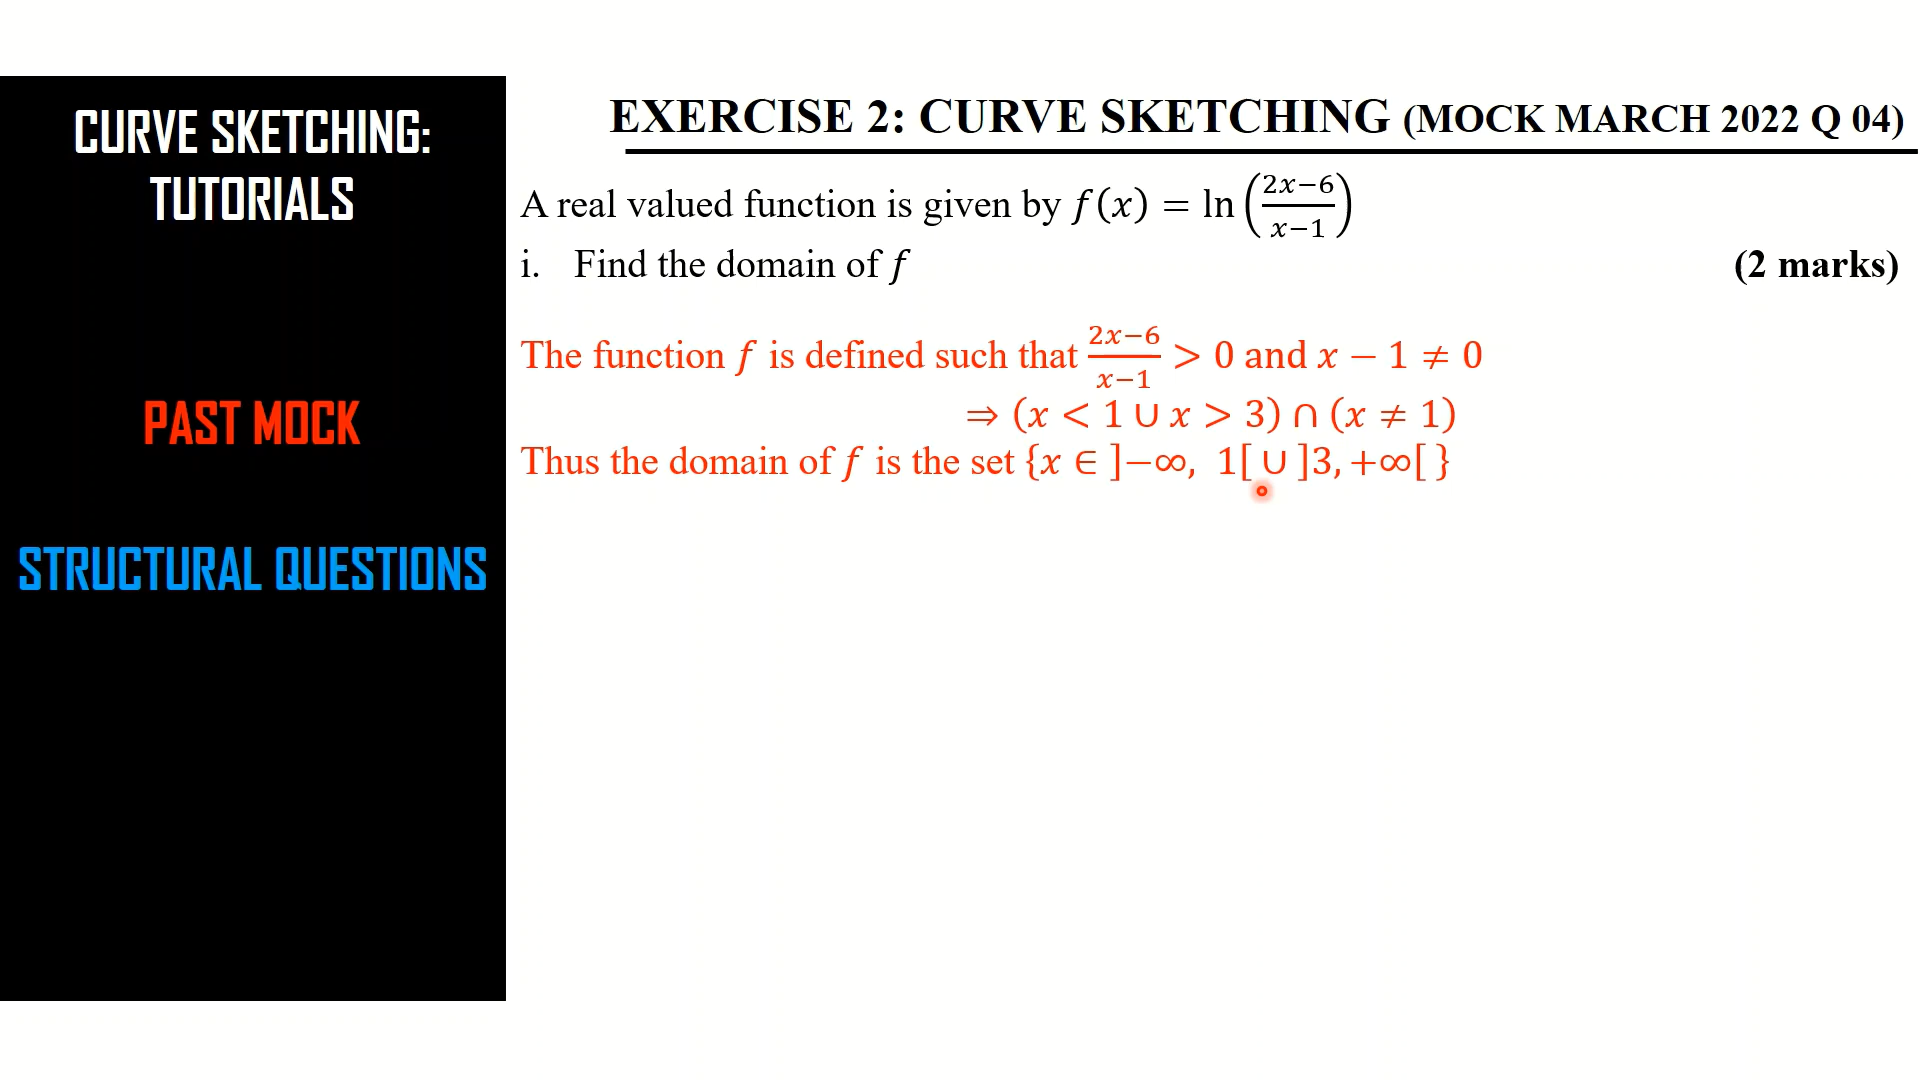 CURVE SKETCHING:
TUTORIALS
PAST MOCK
STRUCTURAL QUESTIONS
EXERCISE 2: CURVE SKETCHING (MOCK MARCH 2022 Q 04)
A real valued function is given by f(x) = ln((2x−6)/(x−1))
i. Find the domain of f (2 marks)
The function f is defined such that (2x−6)/(x−1) > 0 and x − 1 ≠ 0
⇒ (x < 1 ∪ x > 3) ∩ (x ≠ 1)
Thus the domain of f is the set {x ∈ ]−∞, 1[ ∪ ]3, +∞[ }